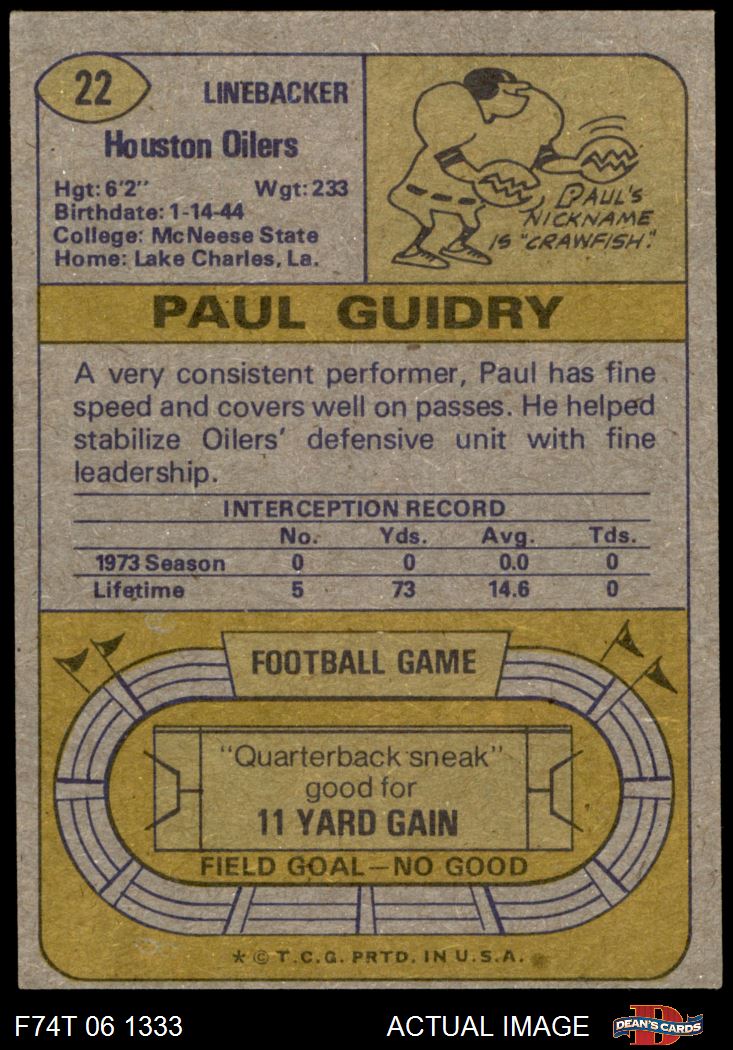 22
LINEBACKER
Houston Oilers
Hgt: 6'2" Wgt: 233
Birthdate: 1-14-44
College: McNeese State
Home: Lake Charles, La.
PAUL'S
NICKNAME
IS "CRAWFISH."
PAUL GUIDRY
A very consistent performer, Paul has fine
speed and covers well on passes. He helped
stabilize Oilers' defensive unit with fine
leadership.
INTERCEPTION RECORD
No. Yds. Avg. Tds.
1973 Season 0 0 0.0 0
Lifetime 5 73 14.6 0
FOOTBALL GAME
"Quarterback sneak"
good for
11 YARD GAIN
FIELD GOAL—NO GOOD
* © T.C.G. PRTD. IN U.S.A.
F74T 06 1333 ACTUAL IMAGE D DEAN'S CARDS